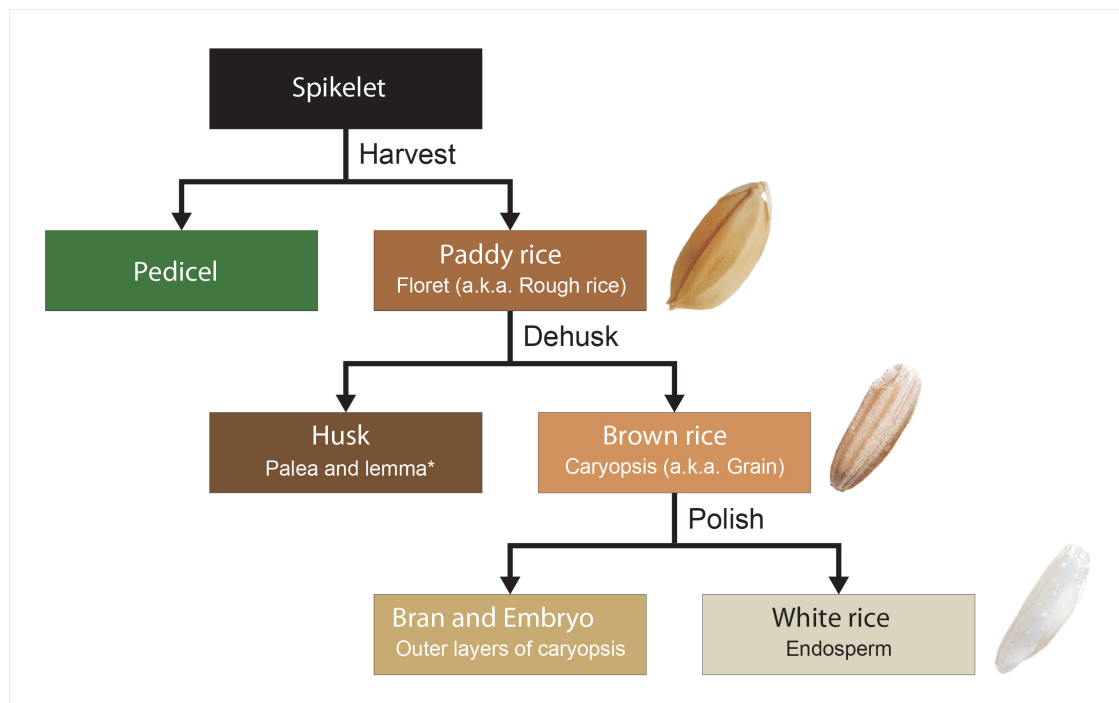 Spikelet
Harvest
Pedicel
Paddy rice
Floret (a.k.a. Rough rice)
Dehusk
Husk
Palea and lemma*
Brown rice
Caryopsis (a.k.a. Grain)
Polish
Bran and Embryo
Outer layers of caryopsis
White rice
Endosperm